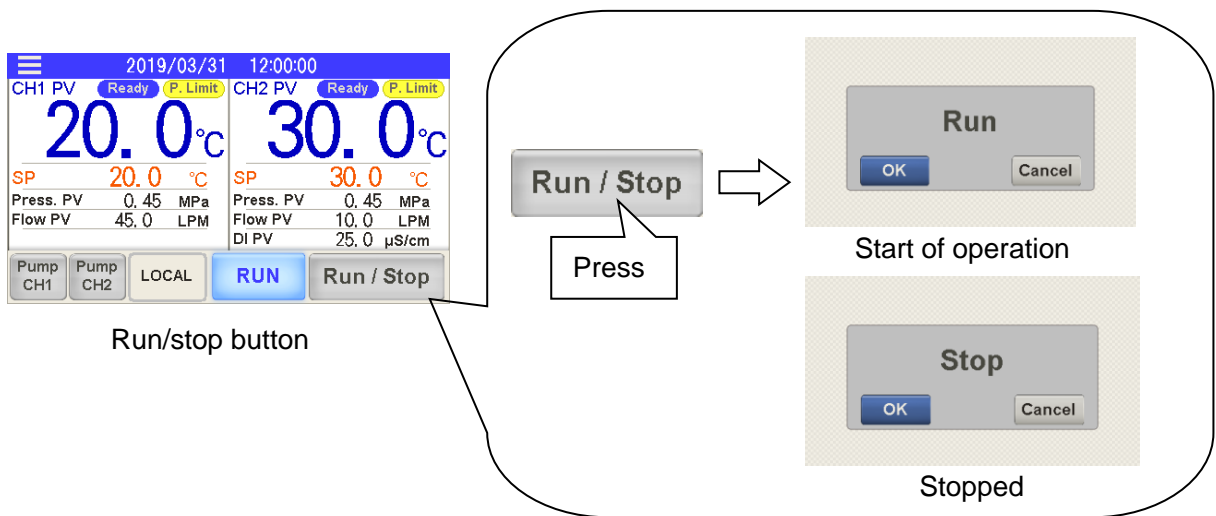 2019/03/31 12:00:00
CH1 PV Ready P. Limit CH2 PV Ready P. Limit
20. 0 °C 30. 0 °C
SP 20. 0 °C SP 30. 0 °C
Press. PV 0. 45 MPa Press. PV 0. 45 MPa
Flow PV 45. 0 LPM Flow PV 10. 0 LPM
DI PV 25. 0 µS/cm
Pump CH1
Pump CH2
LOCAL
RUN
Run / Stop
Run/stop button
Run / Stop
Press
Run
OK Cancel
Start of operation
Stop
OK Cancel
Stopped